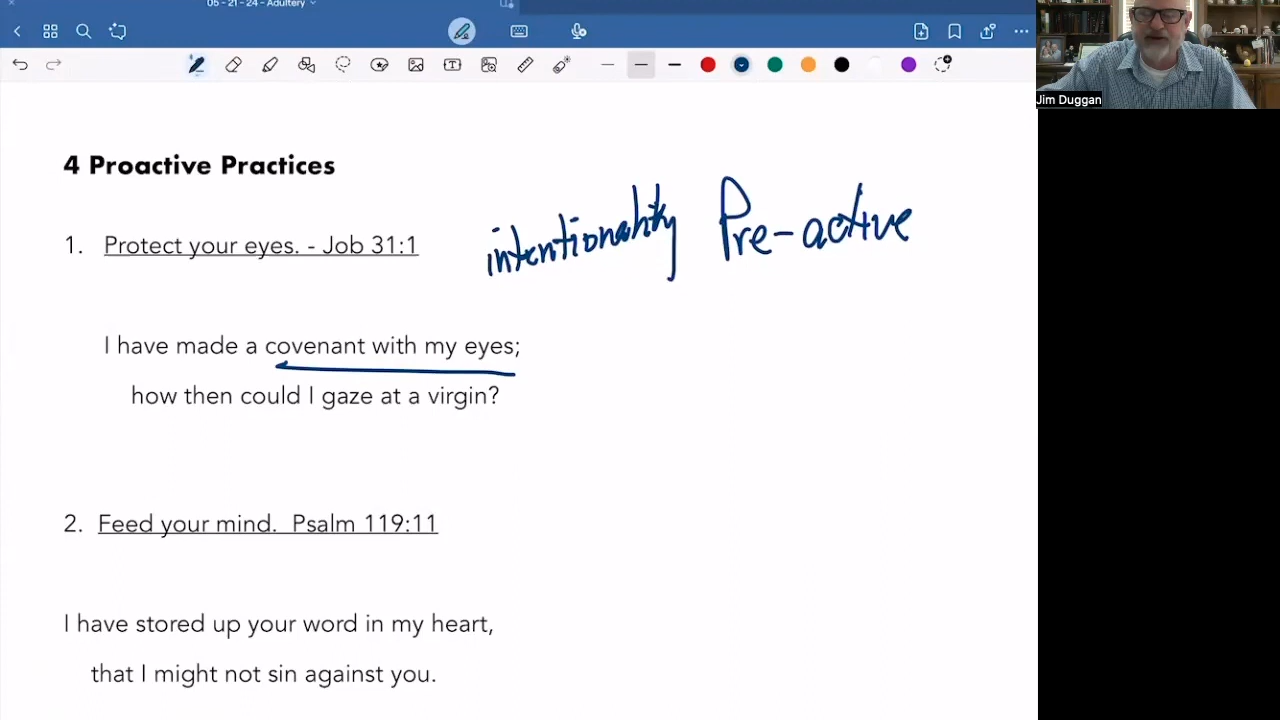 05 - 21 - 24 - Adultery
Jim Duggan
4 Proactive Practices
intentionality Pre-active
1. Protect your eyes. - Job 31:1
I have made a covenant with my eyes;
how then could I gaze at a virgin?
2. Feed your mind. Psalm 119:11
I have stored up your word in my heart,
that I might not sin against you.